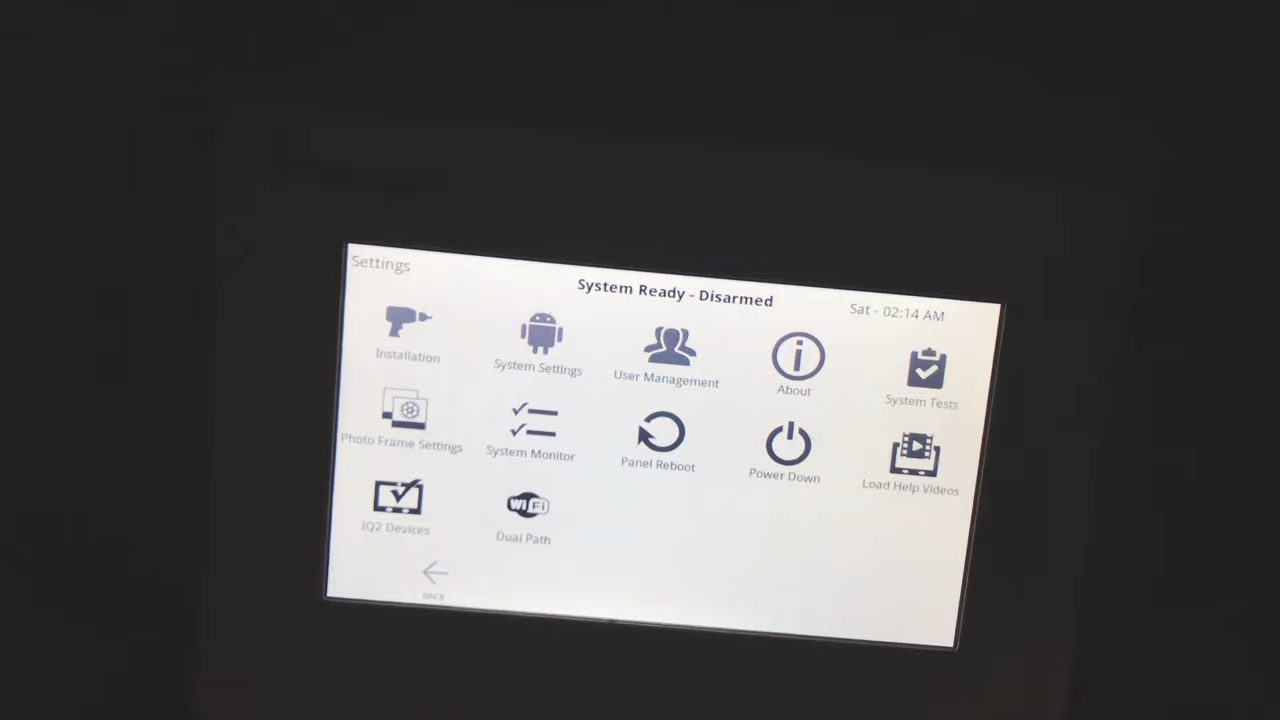 Settings
System Ready - Disarmed
Sat - 02:14 AM
Installation
System Settings
User Management
About
System Tests
Photo Frame Settings
System Monitor
Panel Reboot
Power Down
Load Help Videos
IQ2 Devices
WiFi
Dual Path
BACK